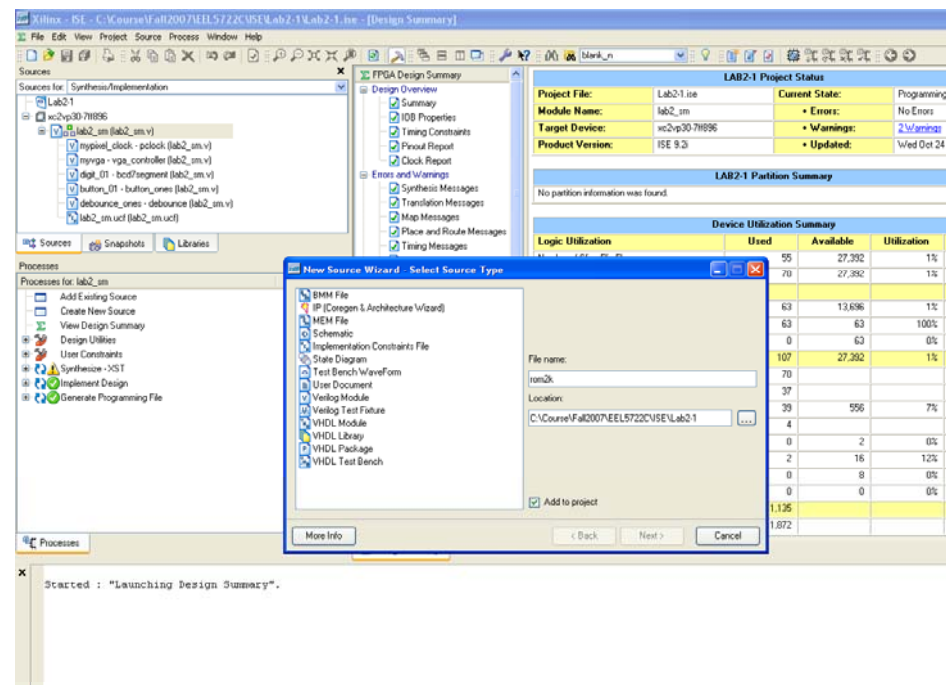 Xilinx - ISE - C:\Course\Fall2007\EEL5722C\ISE\Lab2-1\Lab2-1.ise - [Design Summary]
File Edit View Project Source Process Window Help
blank_n
Sources
Sources for: Synthesis/Implementation
Lab2-1
xc2vp30-7ff896
lab2_sm (lab2_sm.v)
mypixel_clock - pclock (lab2_sm.v)
myvga - vga_controller (lab2_sm.v)
digit_01 - bcd7segment (lab2_sm.v)
button_01 - button_ones (lab2_sm.v)
debounce_ones - debounce (lab2_sm.v)
lab2_sm.ucf (lab2_sm.ucf)
Sources Snapshots Libraries
Processes
Processes for: lab2_sm
Add Existing Source
Create New Source
View Design Summary
Design Utilities
User Constraints
Synthesize - XST
Implement Design
Generate Programming File
Processes
FPGA Design Summary
Design Overview
Summary
IOB Properties
Timing Constraints
Pinout Report
Clock Report
Errors and Warnings
Synthesis Messages
Translation Messages
Map Messages
Place and Route Messages
Timing Messages
LAB2-1 Project Status
Project File: Lab2-1.ise Current State: Programming
Module Name: lab2_sm • Errors: No Errors
Target Device: xc2vp30-7ff896 • Warnings: 2 Warnings
Product Version: ISE 9.2i • Updated: Wed Oct 24
LAB2-1 Partition Summary
No partition information was found.
Device Utilization Summary
Logic Utilization Used Available Utilization
55 27,392 1%
70 27,392 1%
63 13,696 1%
63 63 100%
0 63 0%
107 27,392 1%
70
37
39 556 7%
4
0 2 0%
2 16 12%
0 8 0%
0 0 0%
1,135
1,872
New Source Wizard - Select Source Type
BMM File
IP (Coregen & Architecture Wizard)
MEM File
Schematic
Implementation Constraints File
State Diagram
Test Bench WaveForm
User Document
Verilog Module
Verilog Test Fixture
VHDL Module
VHDL Library
VHDL Package
VHDL Test Bench
File name:
rom2k
Location:
C:\Course\Fall2007\EEL5722C\ISE\Lab2-1
...
Add to project
More Info
< Back Next > Cancel
Started : "Launching Design Summary".